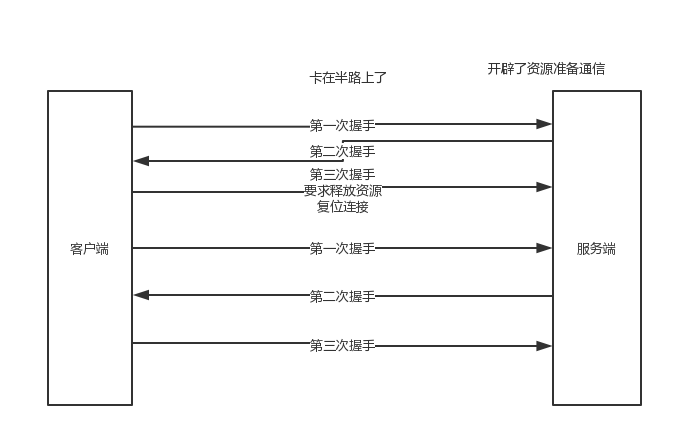 开辟了资源准备通信
卡在半路上了
第一次握手
第二次握手
第三次握手
要求释放资源
复位连接
客户端
第一次握手
服务端
第二次握手
第三次握手